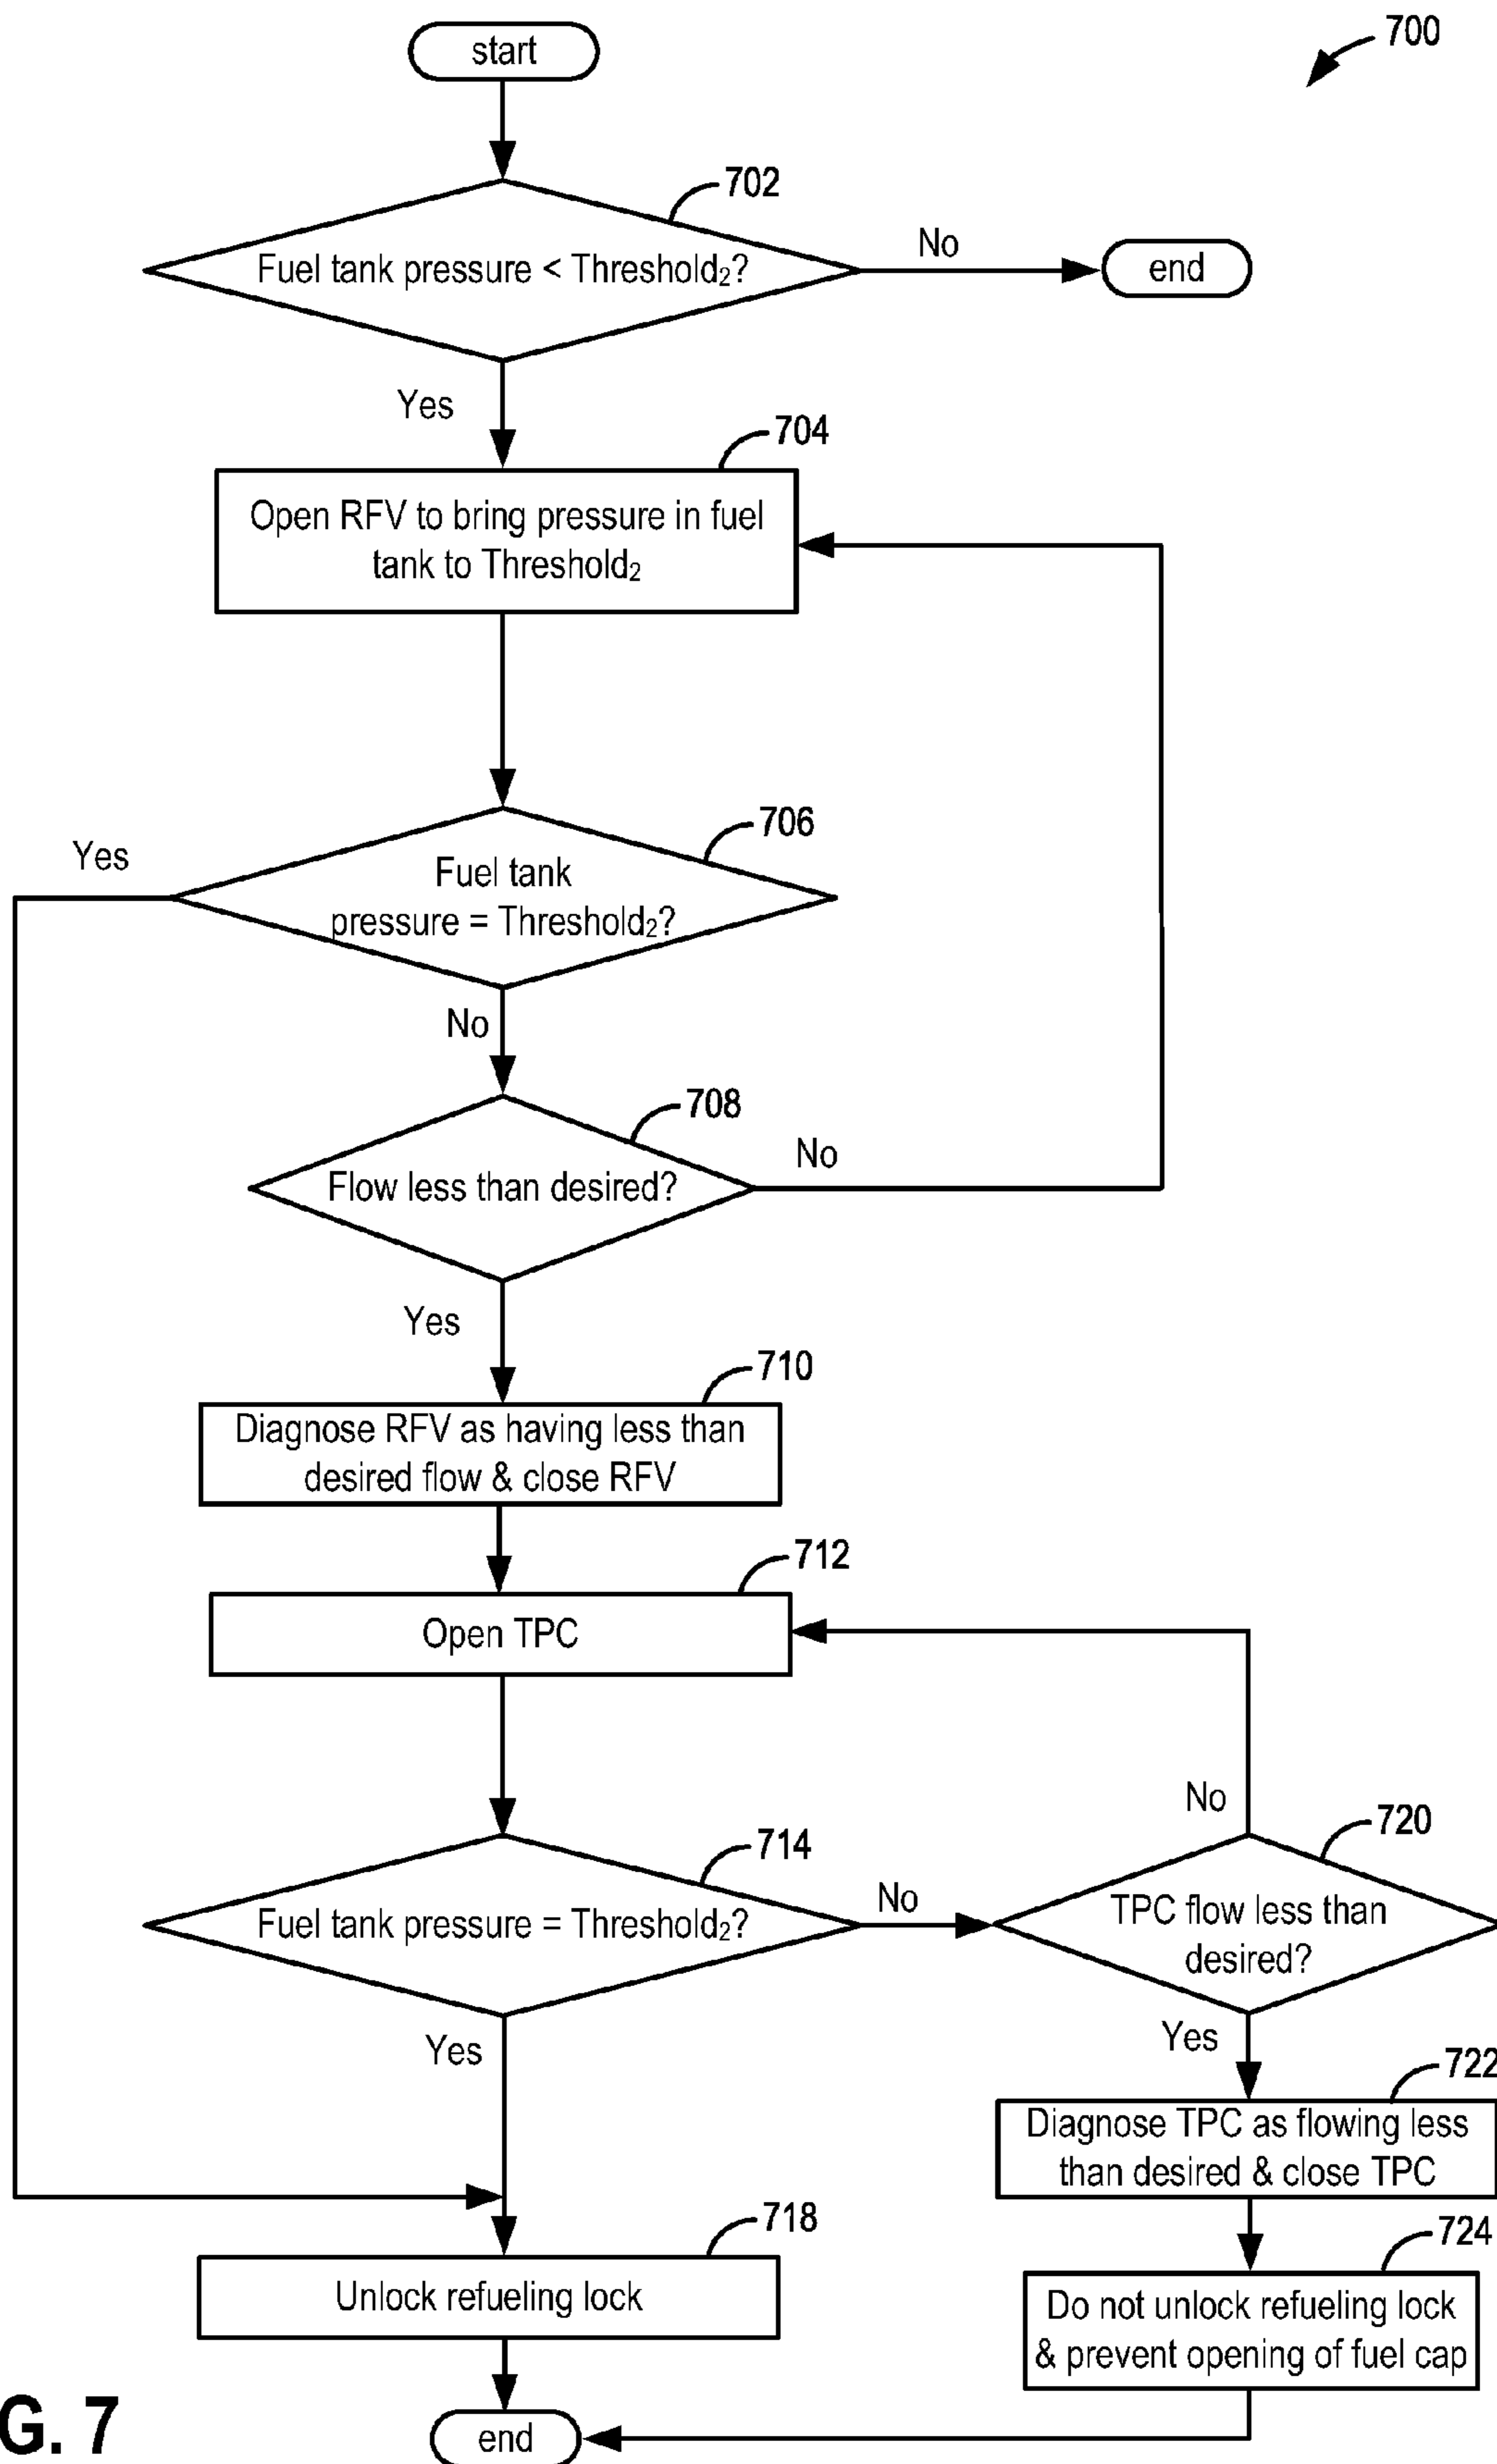 start
700
702
Fuel tank pressure < Threshold₂?
No
end
Yes
704
Open RFV to bring pressure in fuel
tank to Threshold₂
706
Yes
Fuel tank
pressure = Threshold₂?
No
708
Flow less than desired?
No
Yes
710
Diagnose RFV as having less than
desired flow & close RFV
712
Open TPC
No
720
714
Fuel tank pressure = Threshold₂?
No
TPC flow less than
desired?
Yes
Yes
722
Diagnose TPC as flowing less
than desired & close TPC
718
Unlock refueling lock
724
Do not unlock refueling lock
& prevent opening of fuel cap
G. 7
end